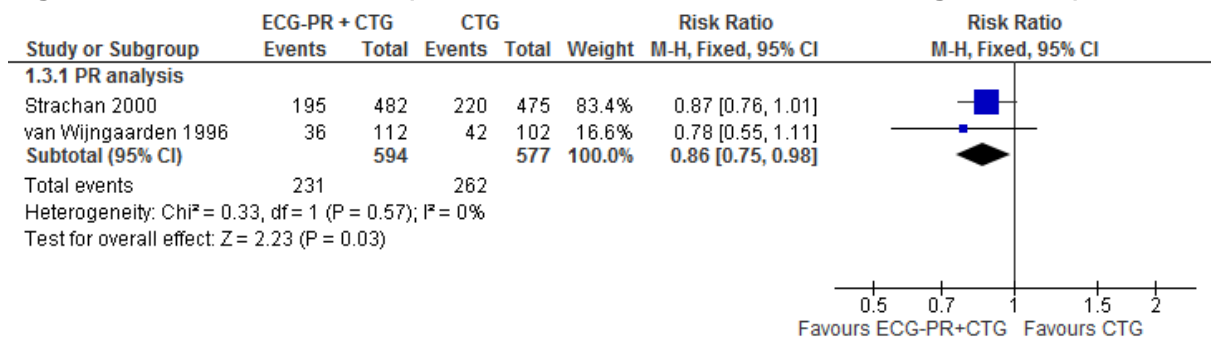 ECG-PR + CTG CTG Risk Ratio Risk Ratio
Study or Subgroup Events Total Events Total Weight M-H, Fixed, 95% CI M-H, Fixed, 95% CI
1.3.1 PR analysis
Strachan 2000 195 482 220 475 83.4% 0.87 [0.76, 1.01]
van Wijngaarden 1996 36 112 42 102 16.6% 0.78 [0.55, 1.11]
Subtotal (95% CI) 594 577 100.0% 0.86 [0.75, 0.98]
Total events 231 262
Heterogeneity: Chi² = 0.33, df = 1 (P = 0.57); I² = 0%
Test for overall effect: Z = 2.23 (P = 0.03)
0.5 0.7 1 1.5 2
Favours ECG-PR+CTG Favours CTG